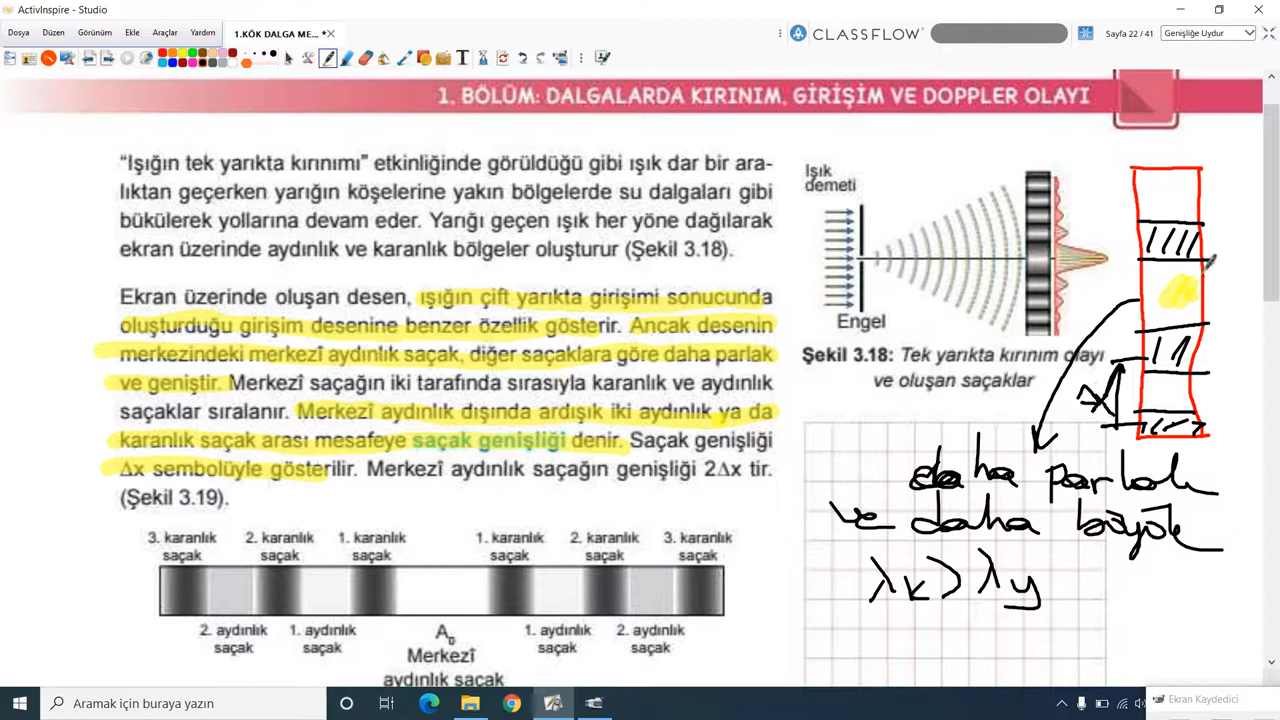 ActivInspire - Studio
Dosya Düzen Görünüm Ekle Araçlar Yardım
1.KÖK DALGA ME... *
CLASSFLOW
Sayfa 22 / 41
Genişliğe Uydur
1. BÖLÜM: DALGALARDA KIRINIM, GİRİŞİM VE DOPPLER OLAYI
“Işığın tek yarıkta kırınımı” etkinliğinde görüldüğü gibi ışık dar bir ara-
lıktan geçerken yarığın köşelerine yakın bölgelerde su dalgaları gibi
bükülerek yollarına devam eder. Yarığı geçen ışık her yöne dağılarak
ekran üzerinde aydınlık ve karanlık bölgeler oluşturur (Şekil 3.18).
Ekran üzerinde oluşan desen, ışığın çift yarıkta girişimi sonucunda
oluşturduğu girişim desenine benzer özellik gösterir. Ancak desenin
merkezindeki merkezî aydınlık saçak, diğer saçaklara göre daha parlak
ve geniştir. Merkezî saçağın iki tarafında sırasıyla karanlık ve aydınlık
saçaklar sıralanır. Merkezî aydınlık dışında ardışık iki aydınlık ya da
karanlık saçak arası mesafeye saçak genişliği denir. Saçak genişliği
Δx sembolüyle gösterilir. Merkezî aydınlık saçağın genişliği 2Δx tir.
(Şekil 3.19).
3. karanlık saçak
2. karanlık saçak
1. karanlık saçak
1. karanlık saçak
2. karanlık saçak
3. karanlık saçak
2. aydınlık saçak
1. aydınlık saçak
A₀
Merkezî
aydınlık saçak
1. aydınlık saçak
2. aydınlık saçak
Işık
demeti
Engel
Şekil 3.18: Tek yarıkta kırınım olayı
ve oluşan saçaklar
daha parlak
ve daha büyük
λk > λy
Aramak için buraya yazın
Ekran Kaydedici